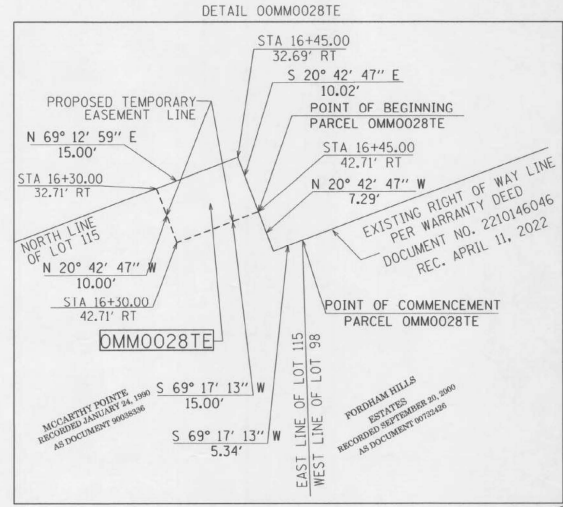 DETAIL 00MM0028TE
STA 16+45.00
32.69' RT
S 20° 42' 47" E
10.02'
PROPOSED TEMPORARY
EASEMENT LINE
POINT OF BEGINNING
PARCEL 0MM0028TE
N 69° 12' 59" E
15.00'
STA 16+45.00
42.71' RT
STA 16+30.00
32.71' RT
N 20° 42' 47" W
7.29'
EXISTING RIGHT OF WAY LINE
PER WARRANTY DEED
DOCUMENT NO. 2210146046
REC. APRIL 11, 2022
NORTH LINE
OF LOT 115
N 20° 42' 47" W
10.00'
STA 16+30.00
42.71' RT
POINT OF COMMENCEMENT
PARCEL 0MM0028TE
0MM0028TE
EAST LINE OF LOT 115
WEST LINE OF LOT 98
MCCARTHY POINTE
RECORDED JANUARY 24, 1990
AS DOCUMENT 90038336
S 69° 17' 13" W
15.00'
FORDHAM HILLS
ESTATES
RECORDED SEPTEMBER 20, 2000
AS DOCUMENT 00732426
S 69° 17' 13" W
5.34'